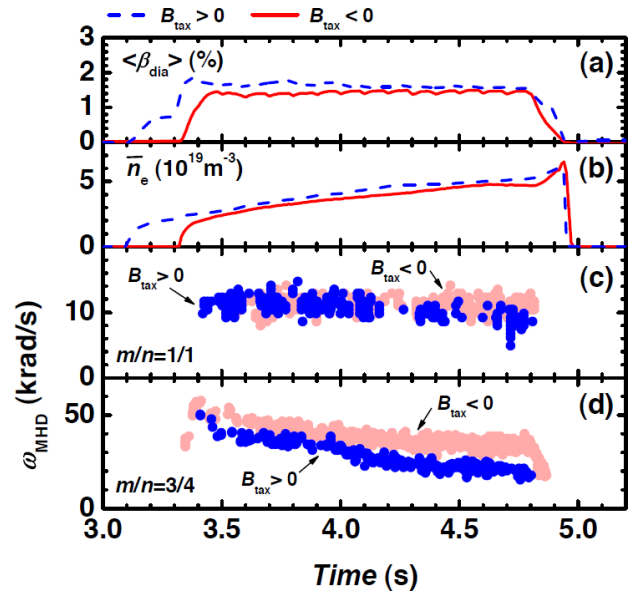 B_tax > 0 B_tax < 0
<β_dia> (%) (a)
3
2
1
0
n̅_e (10^19 m^-3) (b)
5
0
B_tax > 0 B_tax < 0 (c)
10
m/n=1/1
0
B_tax < 0 (d)
50
B_tax > 0
m/n=3/4
0
ω_MHD (krad/s)
3.0 3.5 4.0 4.5 5.0
Time (s)